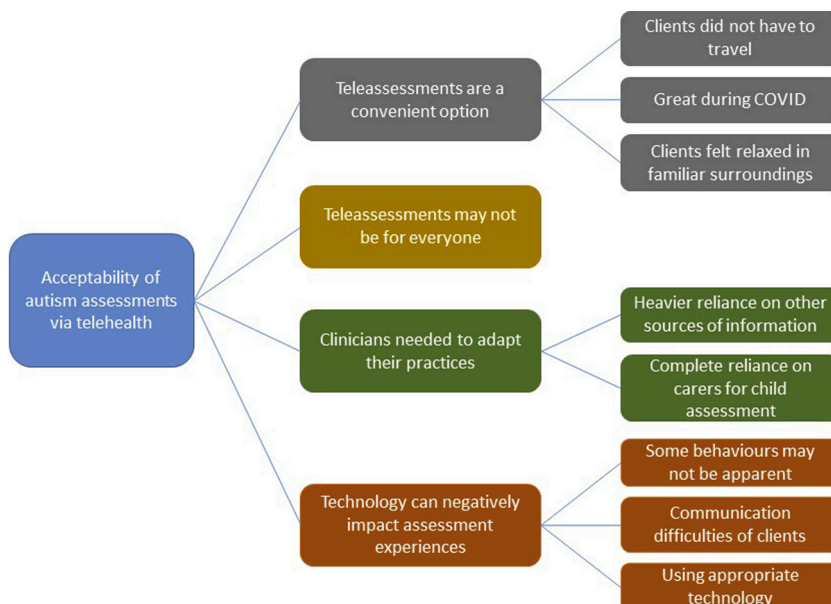 Acceptability of
autism assessments
via telehealth
Teleassessments are a
convenient option
Clients did not have to
travel
Great during COVID
Clients felt relaxed in
familiar surroundings
Teleassessments may not
be for everyone
Clinicians needed to adapt
their practices
Heavier reliance on other
sources of information
Complete reliance on
carers for child
assessment
Technology can negatively
impact assessment
experiences
Some behaviours may
not be apparent
Communication
difficulties of clients
Using appropriate
technology